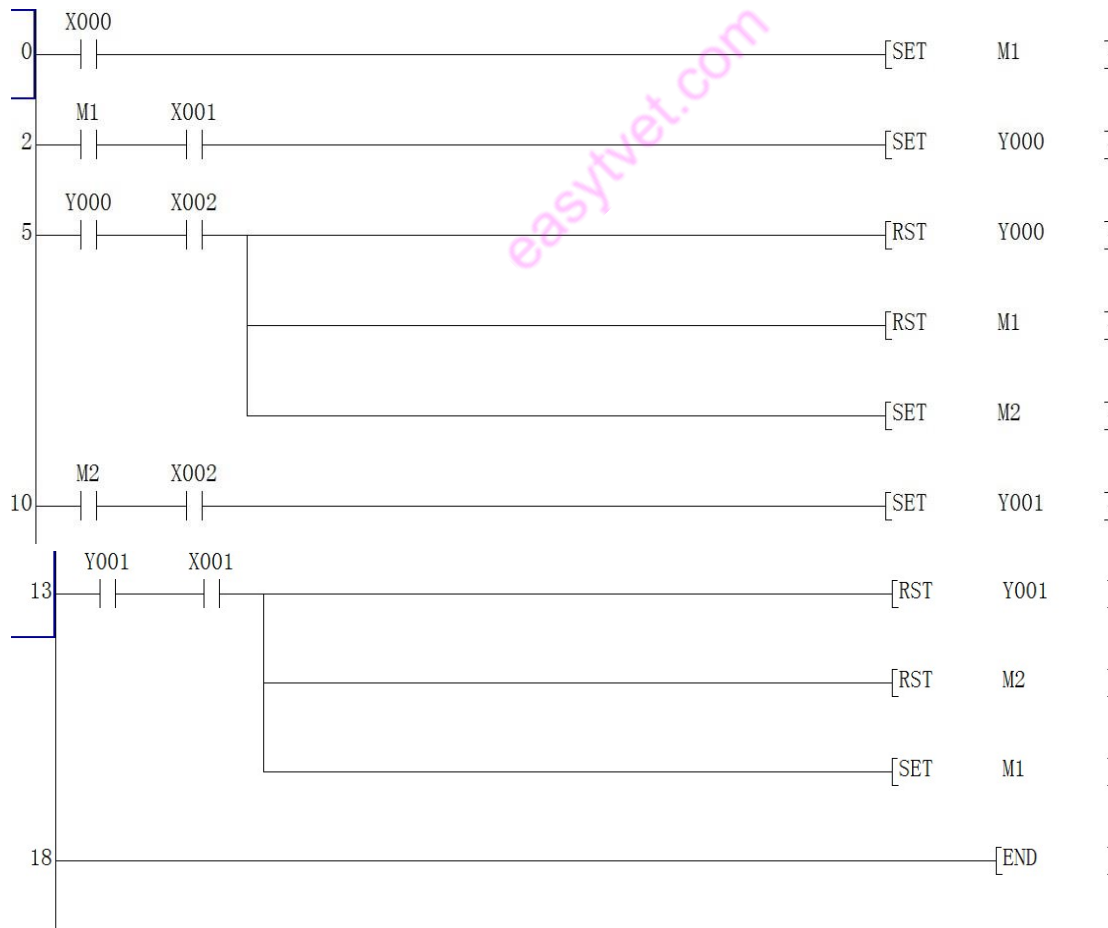 X000
0 [SET M1 ]
M1 X001
2 [SET Y000 ]
Y000 X002
5 [RST Y000 ]
[RST M1 ]
[SET M2 ]
M2 X002
10 [SET Y001 ]
Y001 X001
13 [RST Y001 ]
[RST M2 ]
[SET M1 ]
18 [END ]
easytvet.com